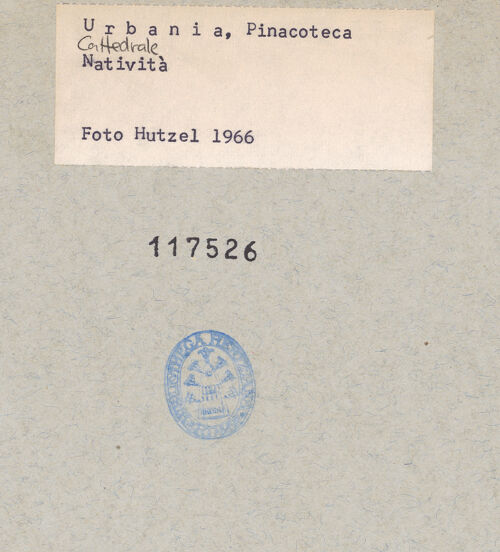 U r b a n i a, Pinacoteca
Cattedrale
Natività
Foto Hutzel 1966
117526